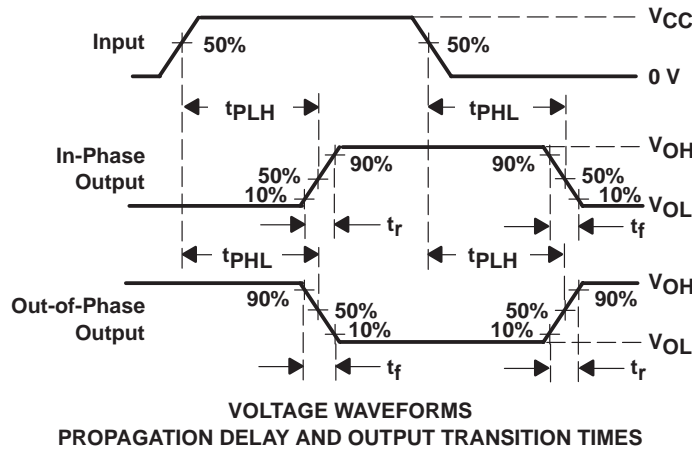 VCC
Input 50% 50%
0 V
tPLH tPHL
In-Phase
Output
VOH
90% 90%
50% 50%
10% 10%
VOL
tr tf
tPHL tPLH
Out-of-Phase
Output
VOH
90% 90%
50% 50%
10% 10%
VOL
tf tr
VOLTAGE WAVEFORMS
PROPAGATION DELAY AND OUTPUT TRANSITION TIMES